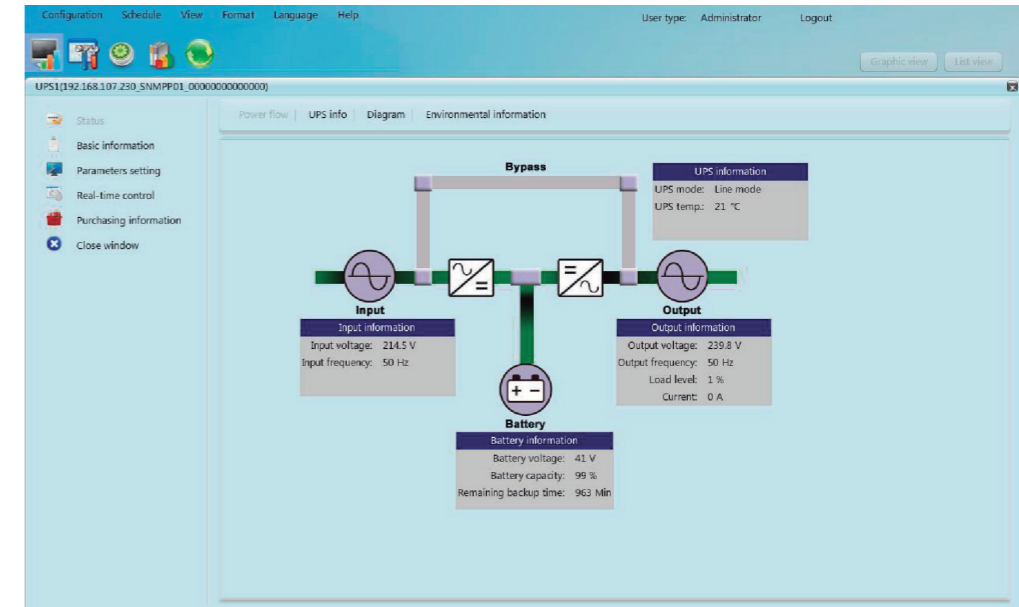 Configuration Schedule View Format Language Help User type: Administrator Logout
Graphic view List view
UPS1(192.168.107.230_SNMPP01_00000000000000)
Status
Basic information
Parameters setting
Real-time control
Purchasing information
Close window
Power flow UPS info Diagram Environmental information
Bypass
UPS information
UPS mode: Line mode
UPS temp.: 21 ℃
Input
Input information
Input voltage: 214.5 V
Input frequency: 50 Hz
Output
Output information
Output voltage: 239.8 V
Output frequency: 50 Hz
Load level: 1 %
Current: 0 A
+ -
Battery
Battery information
Battery voltage: 41 V
Battery capacity: 99 %
Remaining backup time: 963 Min